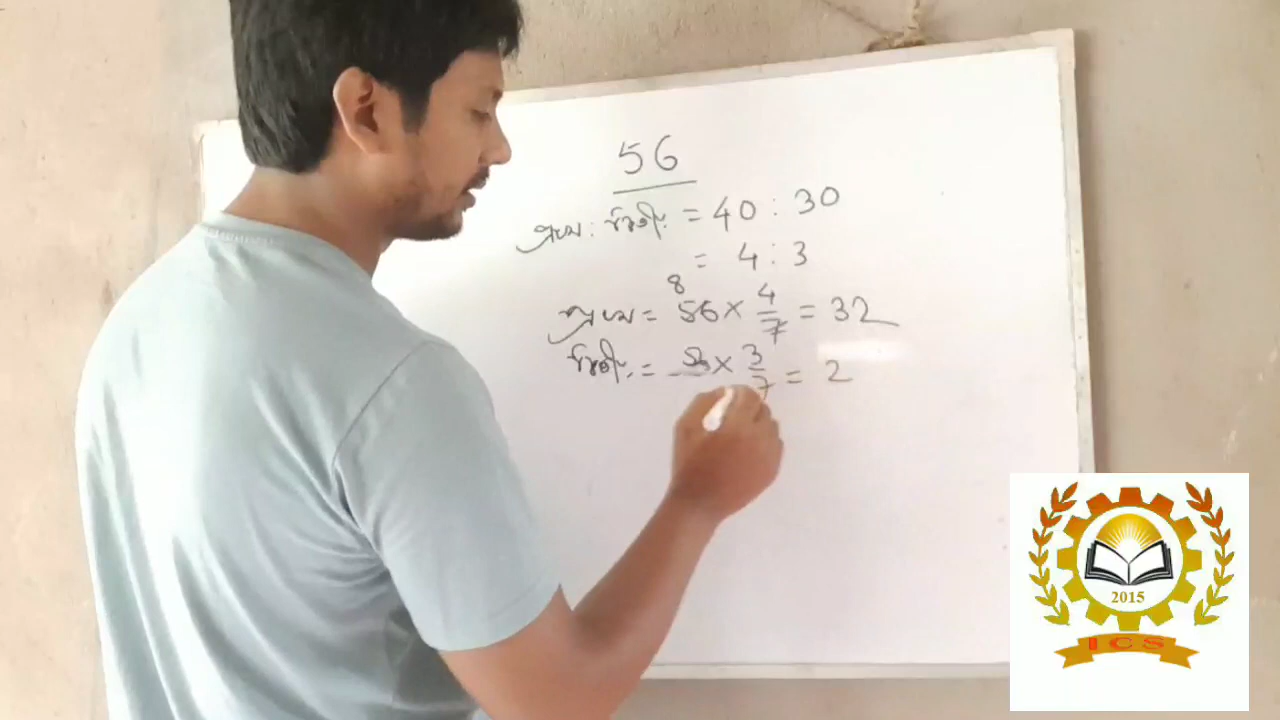 56
প্রথম : দ্বিতীয় = 40 : 30
= 4 : 3
8
প্রথম = 56 × 4/7 = 32
দ্বিতীয় = × 3/7 = 2
2015
ICS